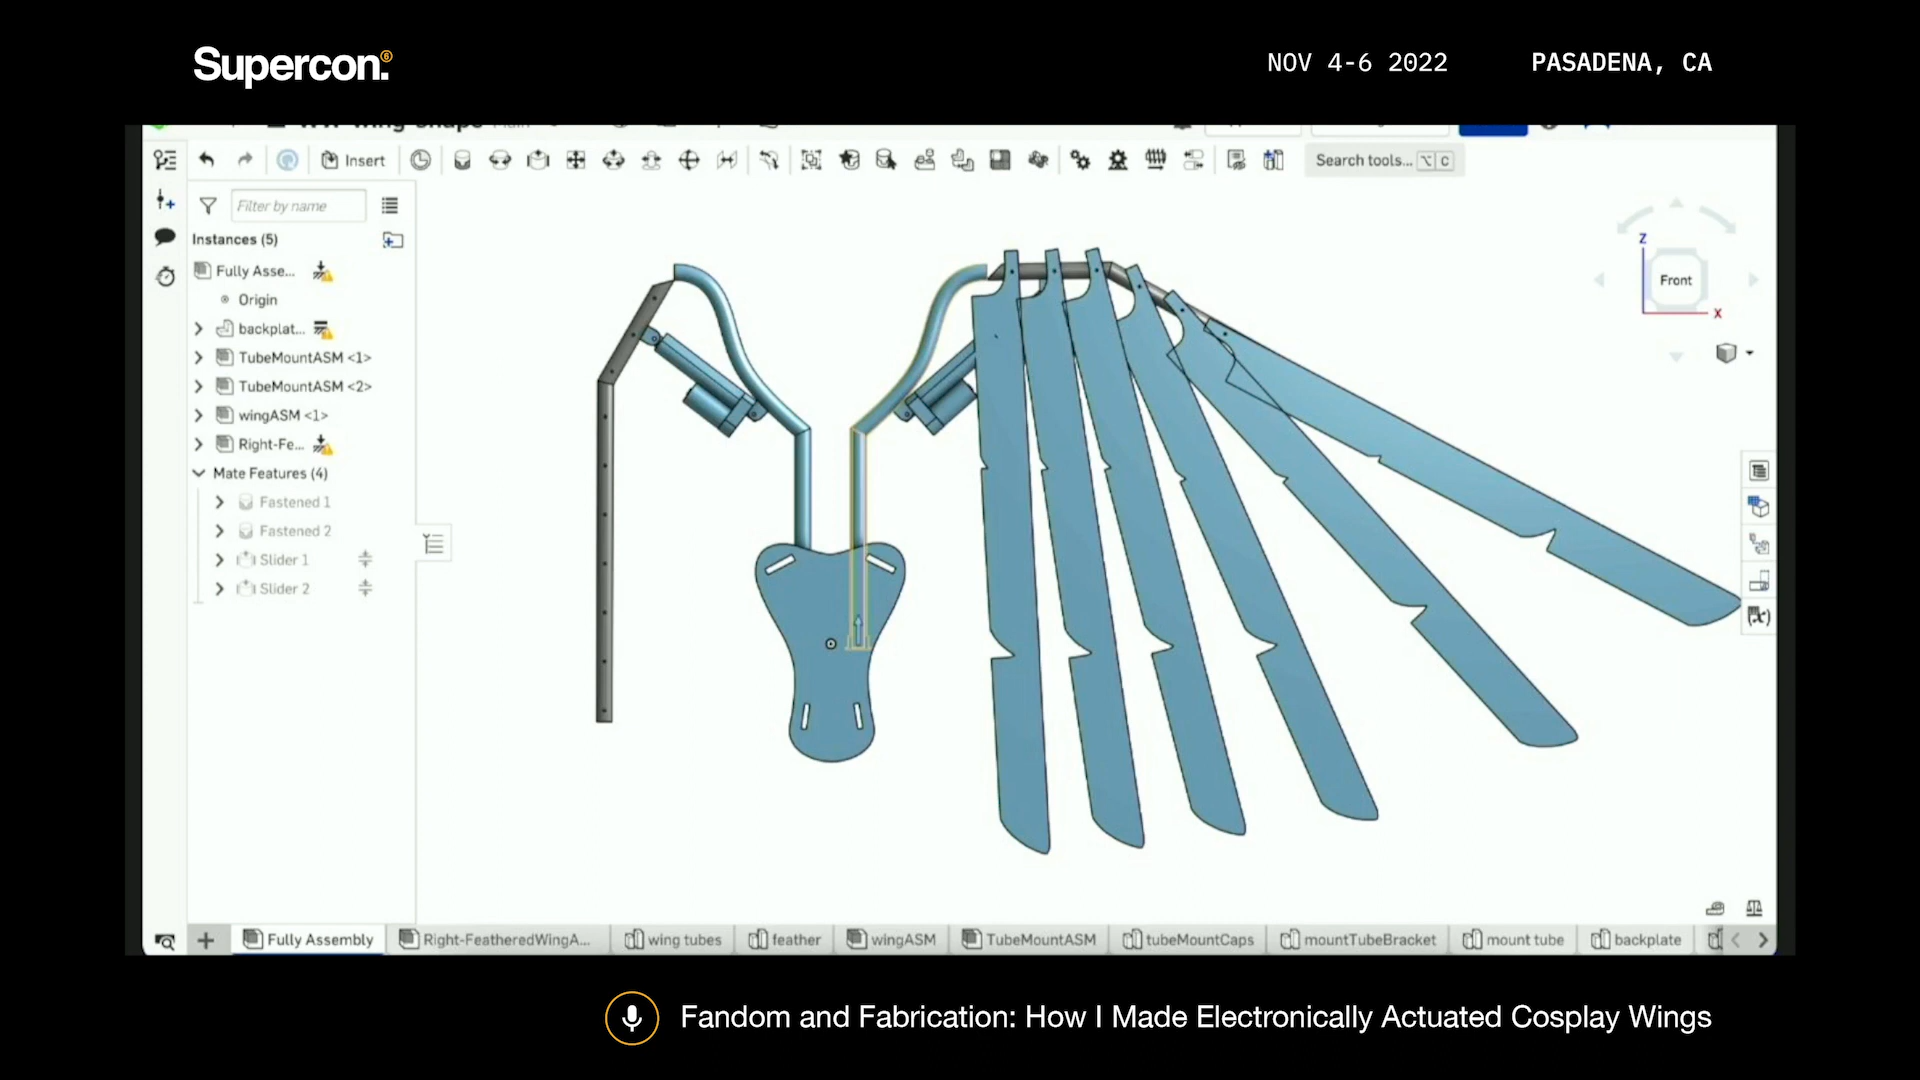 Supercon.6
NOV 4-6 2022
PASADENA, CA
Insert
Search tools... ⌥ C
Filter by name
Instances (5)
Fully Asse...
Origin
backplat...
TubeMountASM <1>
TubeMountASM <2>
wingASM <1>
Right-Fe...
Mate Features (4)
Fastened 1
Fastened 2
Slider 1
Slider 2
Z
Front
X
(x)
Fully Assembly
Right-FeatheredWingA...
wing tubes
feather
wingASM
TubeMountASM
tubeMountCaps
mountTubeBracket
mount tube
backplate
Fandom and Fabrication: How I Made Electronically Actuated Cosplay Wings